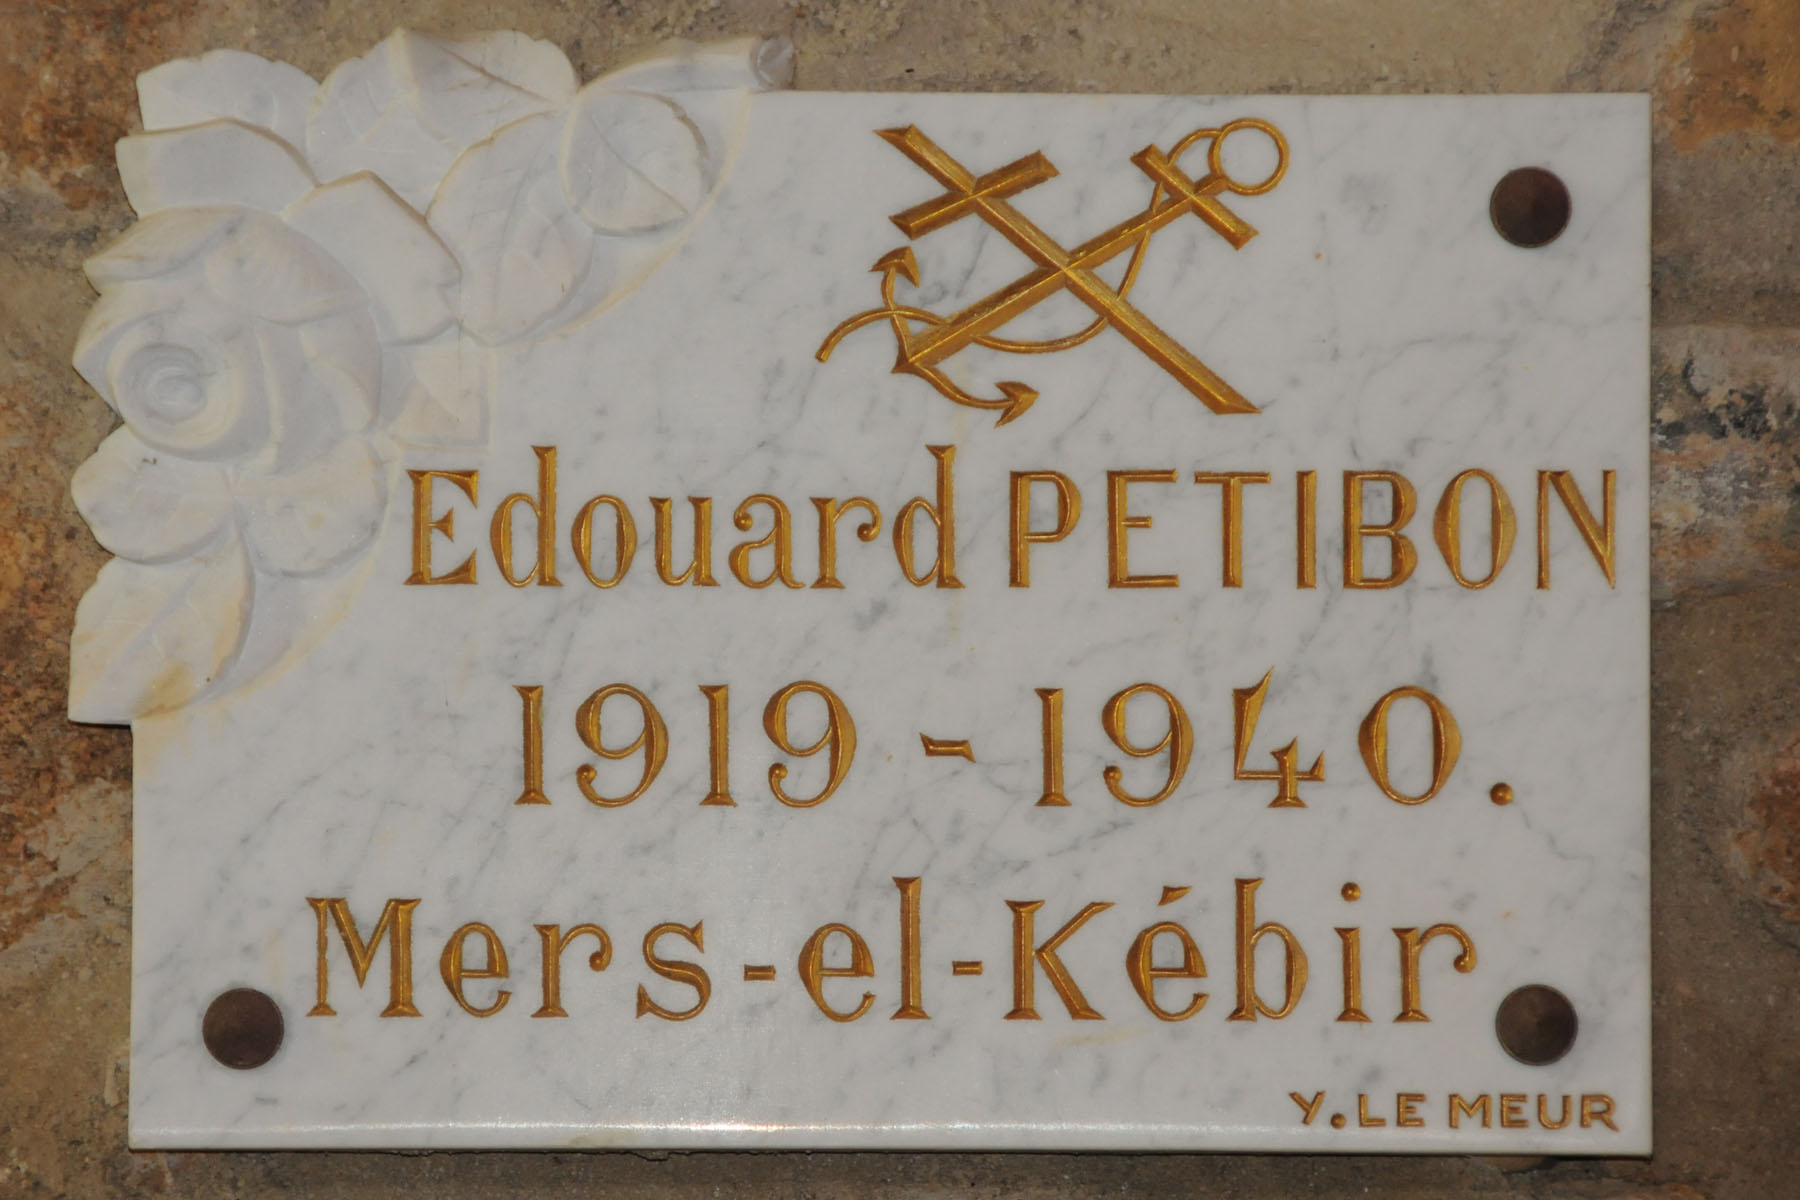 Edouard PETIBON
1919 - 1940.
Mers-el-Kébir
Y. LE MEUR